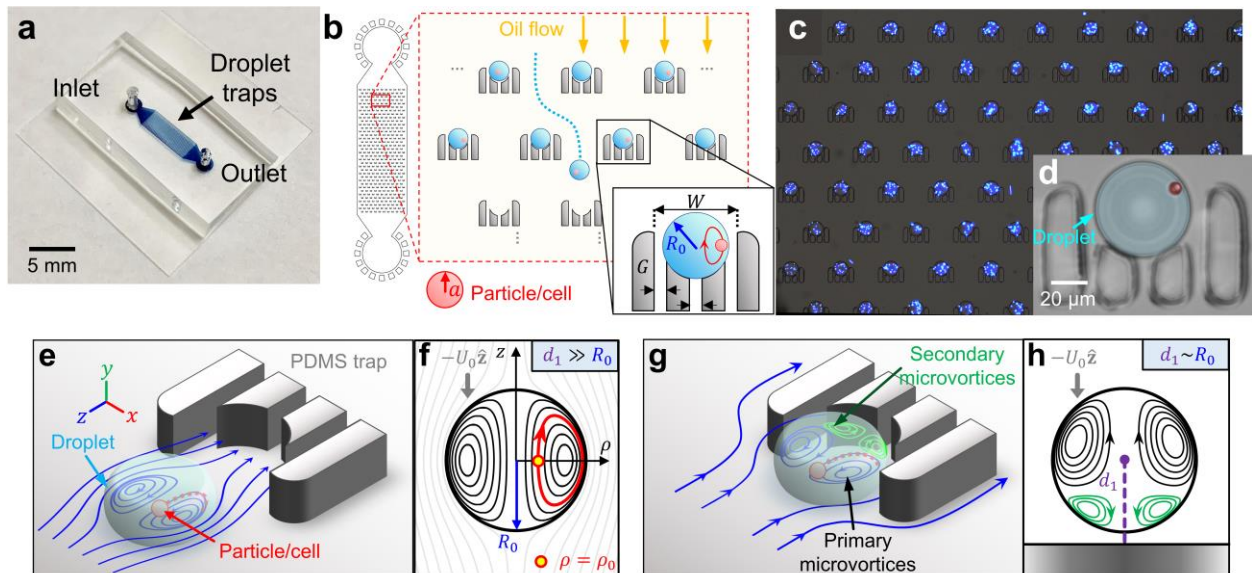 a
Inlet
Droplet
traps
Outlet
5 mm
b
Oil flow
...
...
W
R₀
G
a
Particle/cell
c
d
Droplet
20 µm
e
PDMS trap
y
z
x
Droplet
Particle/cell
f
−U₀ẑ
z
d₁ ≫ R₀
ρ
R₀
ρ = ρ₀
g
Secondary
microvortices
Primary
microvortices
h
−U₀ẑ
d₁~R₀
d₁